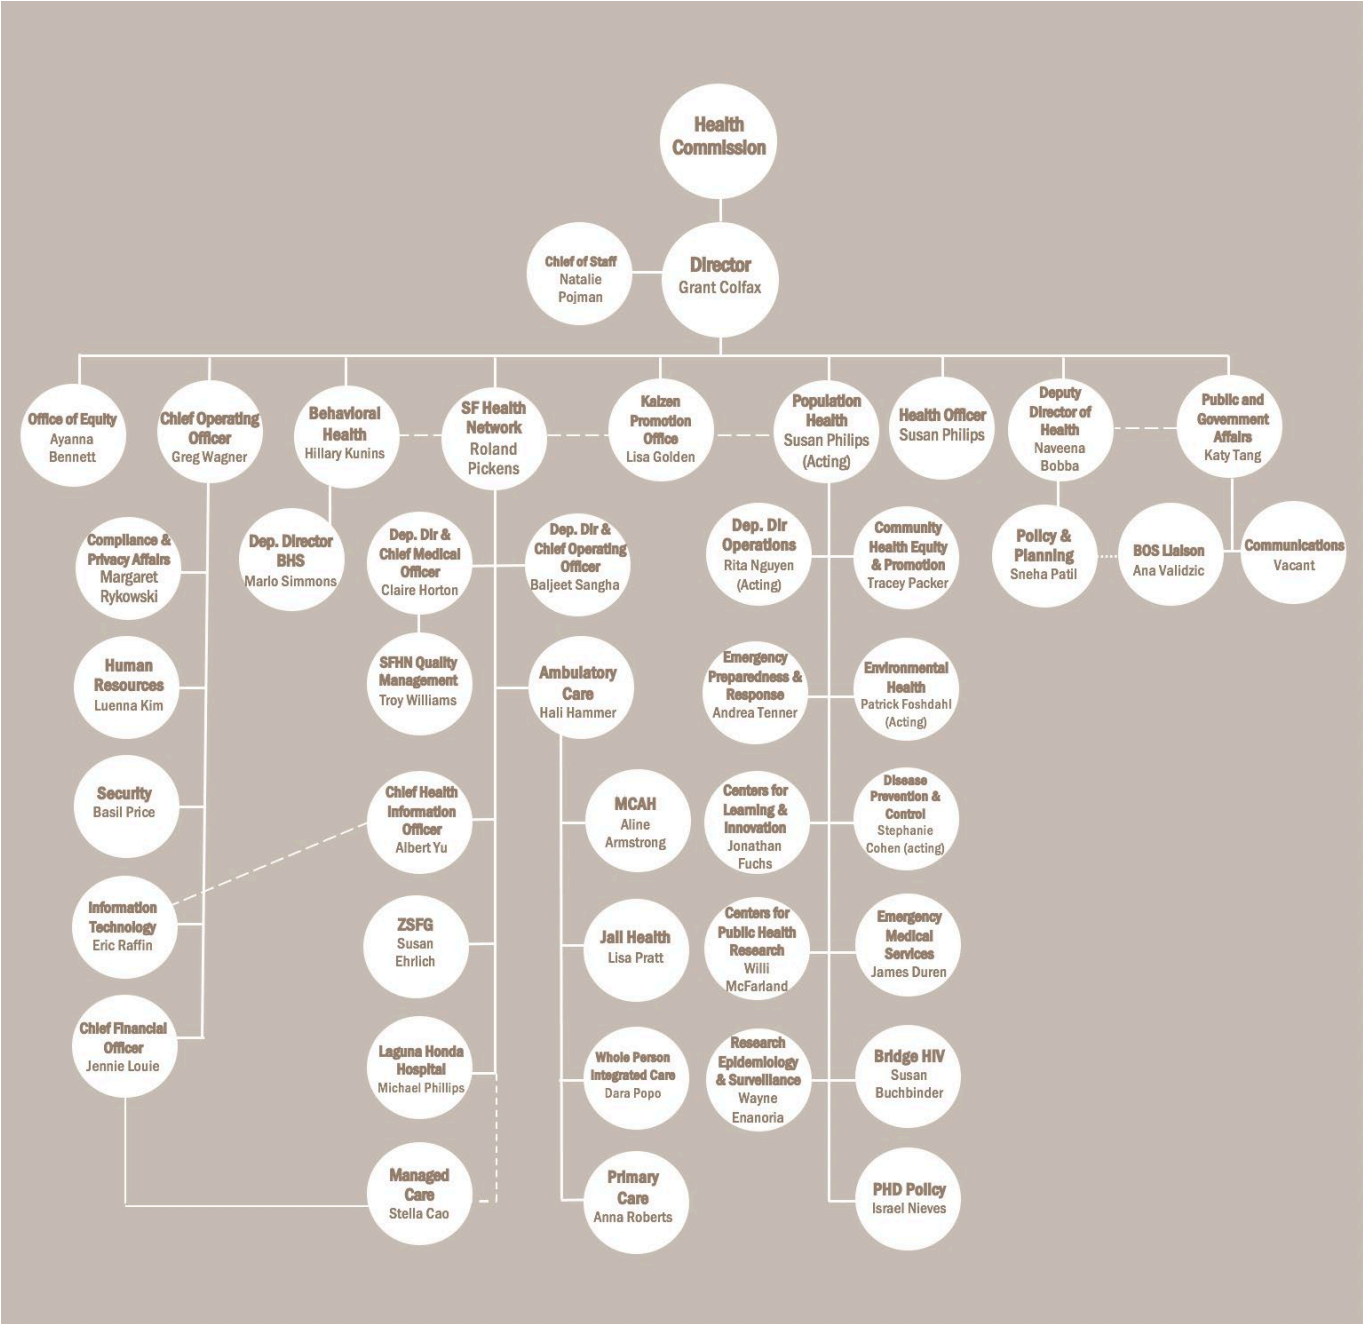 Health
Commission
Chief of Staff
Natalie
Pojman
Director
Grant Colfax
Office of Equity
Ayanna
Bennett
Chief Operating
Officer
Greg Wagner
Behavioral
Health
Hillary Kunins
SF Health
Network
Roland
Pickens
Kaizen
Promotion
Office
Lisa Golden
Population
Health
Susan Philips
(Acting)
Health Officer
Susan Philips
Deputy
Director of
Health
Naveena
Bobba
Public and
Government
Affairs
Katy Tang
Compliance &
Privacy Affairs
Margaret
Rykowski
Dep. Director
BHS
Marlo Simmons
Dep. Dir &
Chief Medical
Officer
Claire Horton
Dep. Dir &
Chief Operating
Officer
Baljeet Sangha
Dep. Dir
Operations
Rita Nguyen
(Acting)
Community
Health Equity
& Promotion
Tracey Packer
Policy &
Planning
Sneha Patil
BOS Liaison
Ana Validzic
Communications
Vacant
Human
Resources
Luenna Kim
SFHN Quality
Management
Troy Williams
Ambulatory
Care
Hali Hammer
Emergency
Preparedness &
Response
Andrea Tenner
Environmental
Health
Patrick Foshdahl
(Acting)
Security
Basil Price
Chief Health
Information
Officer
Albert Yu
MCAH
Aline
Armstrong
Centers for
Learning &
Innovation
Jonathan
Fuchs
Disease
Prevention &
Control
Stephanie
Cohen (acting)
Information
Technology
Eric Raffin
ZSFG
Susan
Ehrlich
Jail Health
Lisa Pratt
Centers for
Public Health
Research
Willi
McFarland
Emergency
Medical
Services
James Duren
Chief Financial
Officer
Jennie Louie
Laguna Honda
Hospital
Michael Phillips
Whole Person
Integrated Care
Dara Popo
Research
Epidemiology
& Surveillance
Wayne
Enanoria
Bridge HIV
Susan
Buchbinder
Managed
Care
Stella Cao
Primary
Care
Anna Roberts
PHD Policy
Israel Nieves